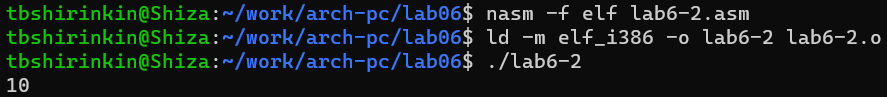 tbshirinkin@Shiza:~/work/arch-pc/lab06$ nasm -f elf lab6-2.asm
tbshirinkin@Shiza:~/work/arch-pc/lab06$ ld -m elf_i386 -o lab6-2 lab6-2.o
tbshirinkin@Shiza:~/work/arch-pc/lab06$ ./lab6-2
10